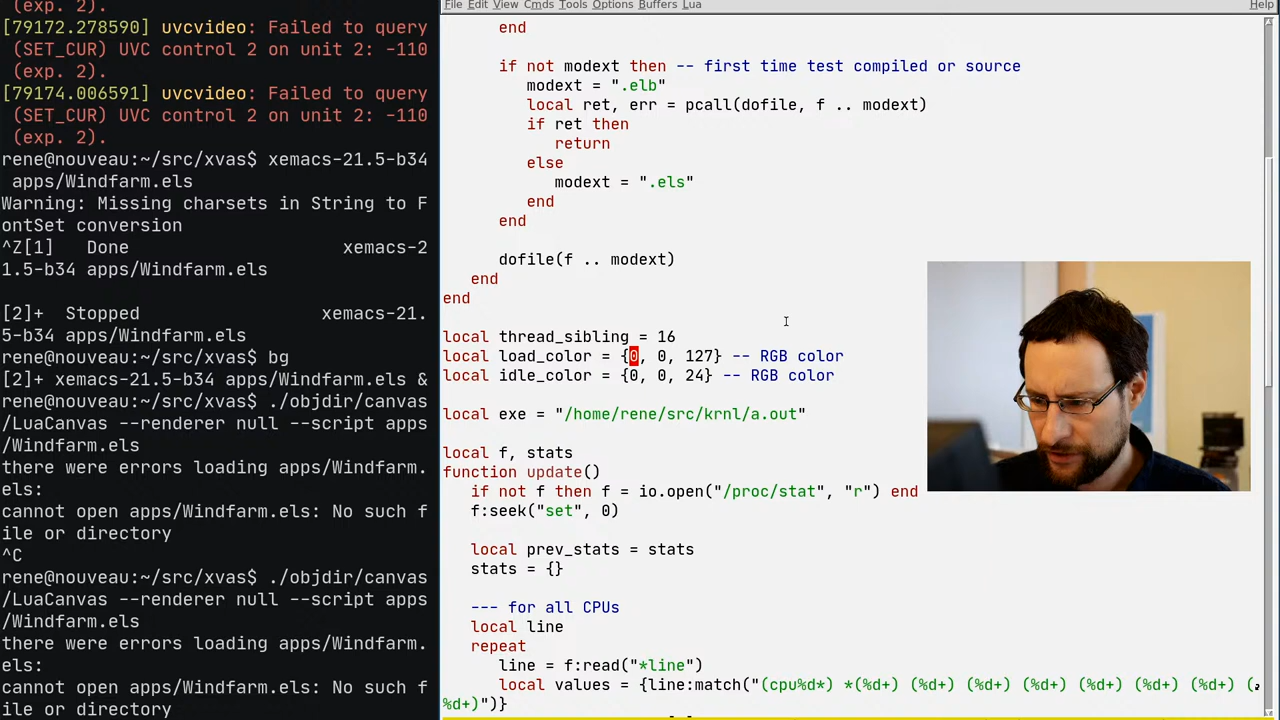 (exp. 2).
[79172.278590] uvcvideo: Failed to query
(SET_CUR) UVC control 2 on unit 2: -110
(exp. 2).
[79174.006591] uvcvideo: Failed to query
(SET_CUR) UVC control 2 on unit 2: -110
(exp. 2).
rene@nouveau:~/src/xvas$ xemacs-21.5-b34
apps/Windfarm.els
Warning: Missing charsets in String to F
ontSet conversion
^Z[1]   Done                    xemacs-2
1.5-b34 apps/Windfarm.els
[2]+  Stopped                 xemacs-21.
5-b34 apps/Windfarm.els
rene@nouveau:~/src/xvas$ bg
[2]+ xemacs-21.5-b34 apps/Windfarm.els &
rene@nouveau:~/src/xvas$ ./objdir/canvas
/LuaCanvas --renderer null --script apps
/Windfarm.els
there were errors loading apps/Windfarm.
els:
cannot open apps/Windfarm.els: No such f
ile or directory
^C
rene@nouveau:~/src/xvas$ ./objdir/canvas
/LuaCanvas --renderer null --script apps
/Windfarm.els
there were errors loading apps/Windfarm.
els:
cannot open apps/Windfarm.els: No such f
ile or directory
File Edit View Cmds Tools Options Buffers Lua Help
end
if not modext then -- first time test compiled or source
modext = ".elb"
local ret, err = pcall(dofile, f .. modext)
if ret then
return
else
modext = ".els"
end
end
dofile(f .. modext)
end
end
local thread_sibling = 16
local load_color = {0, 0, 127} -- RGB color
local idle_color = {0, 0, 24} -- RGB color
local exe = "/home/rene/src/krnl/a.out"
local f, stats
function update()
if not f then f = io.open("/proc/stat", "r") end
f:seek("set", 0)
local prev_stats = stats
stats = {}
--- for all CPUs
local line
repeat
line = f:read("*line")
local values = {line:match("(cpu%d*) *(%d+) (%d+) (%d+) (%d+) (%d+) (%d+) (%d+) (
%d+)")}